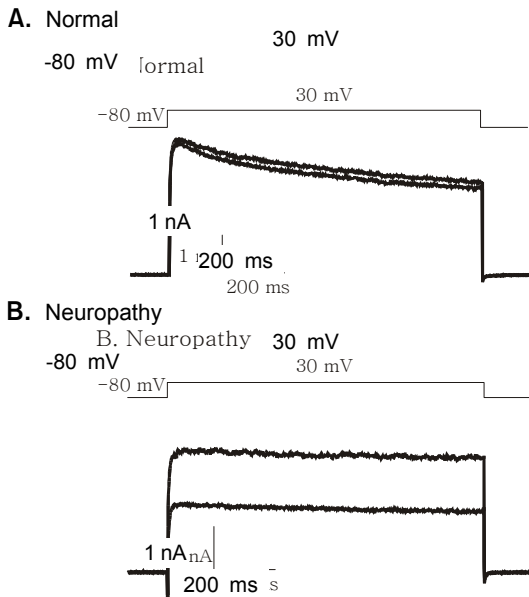 A. Normal
30 mV
-80 mV ormal
30 mV
-80 mV
1 nA
1 200 ms
200 ms
B. Neuropathy
B. Neuropathy 30 mV
-80 mV
30 mV
-80 mV
1 nA nA
200 ms s